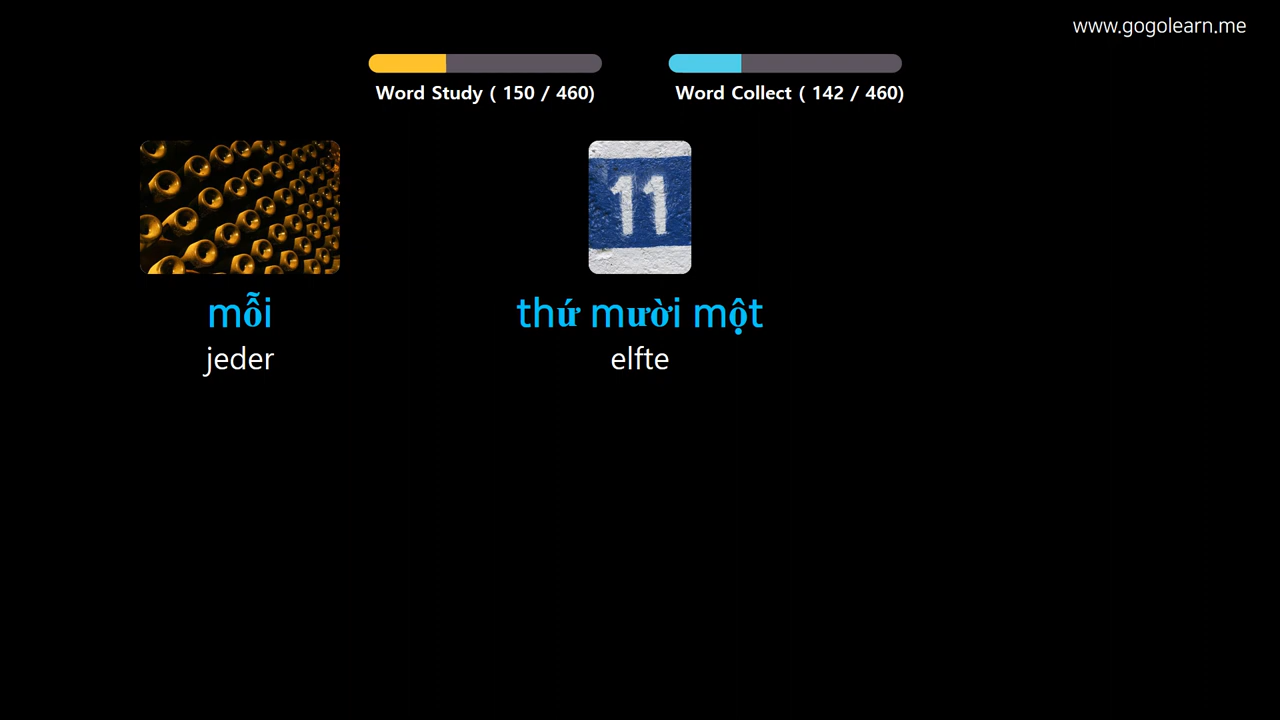 www.gogolearn.me
Word Study ( 150 / 460)
Word Collect ( 142 / 460)
11
mỗi
thứ mười một
jeder
elfte